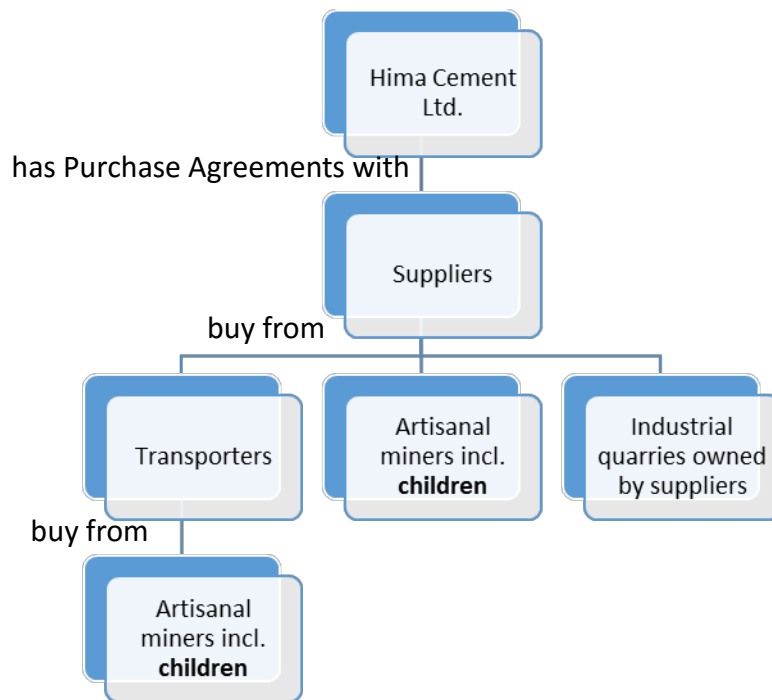 Hima Cement
Ltd.
has Purchase Agreements with
Suppliers
buy from
Transporters
Artisanal
miners incl.
children
Industrial
quarries owned
by suppliers
buy from
Artisanal
miners incl.
children